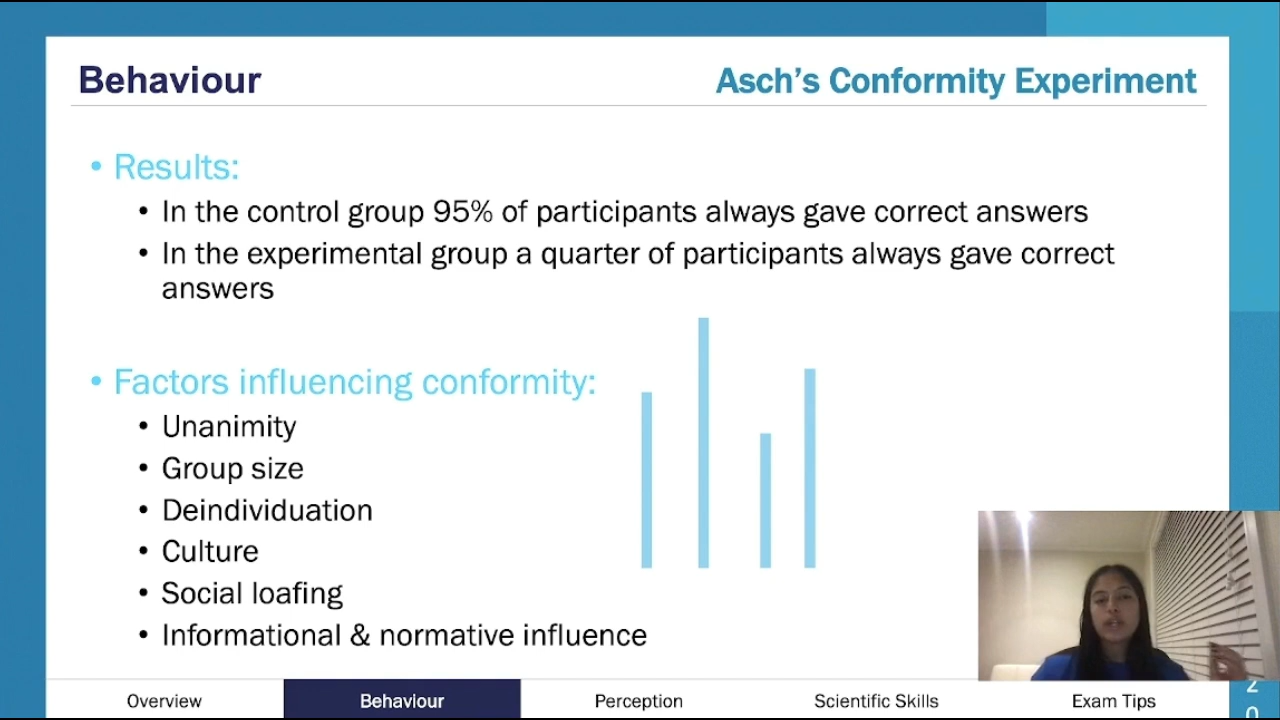 Behaviour
Asch's Conformity Experiment
• Results:
• In the control group 95% of participants always gave correct answers
• In the experimental group a quarter of participants always gave correct
answers
• Factors influencing conformity:
• Unanimity
• Group size
• Deindividuation
• Culture
• Social loafing
• Informational & normative influence
Overview
Behaviour
Perception
Scientific Skills
Exam Tips
2
0